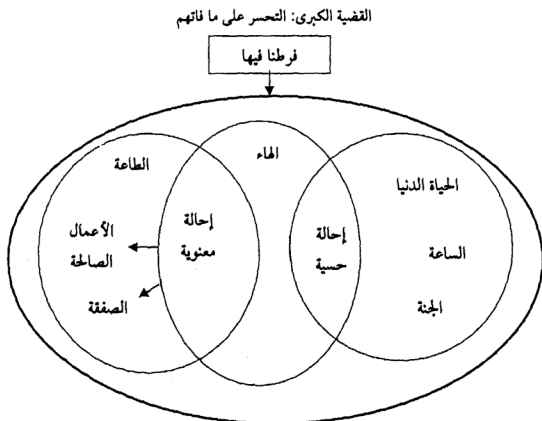 القضية الكبرى: التحسر على ما فاتهم
فرطنا فيها
الهاء
الحياة الدنيا
الساعة
الجنة
إحالة
حسية
إحالة
معنوية
الطاعة
الأعمال
الصالحة
الصفقة